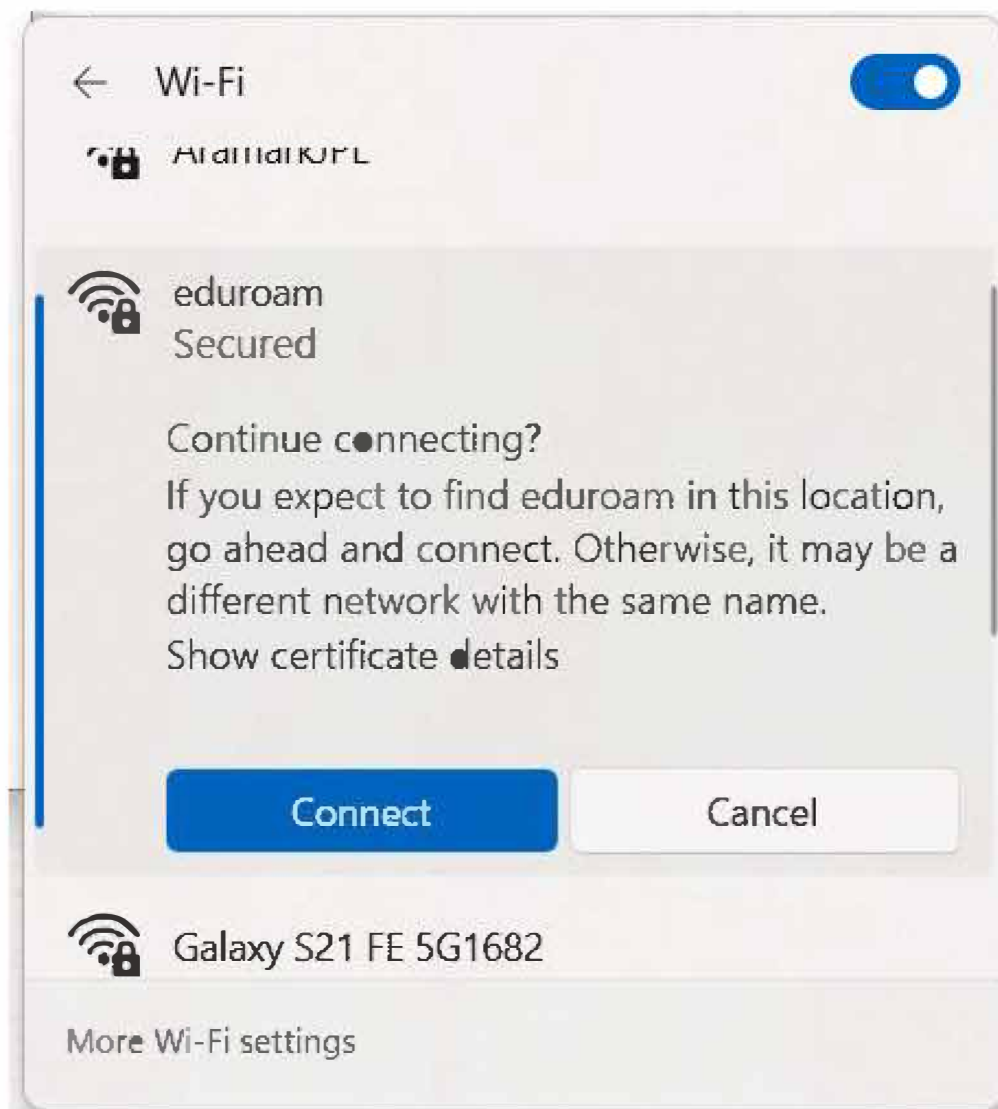 Wi-Fi
eduroam
Secured
Continue connecting?
If you expect to find eduroam in this location,
go ahead and connect. Otherwise, it may be a
different network with the same name.
Show certificate details
Connect
Cancel
Galaxy S21 FE 5G1682
More Wi-Fi settings